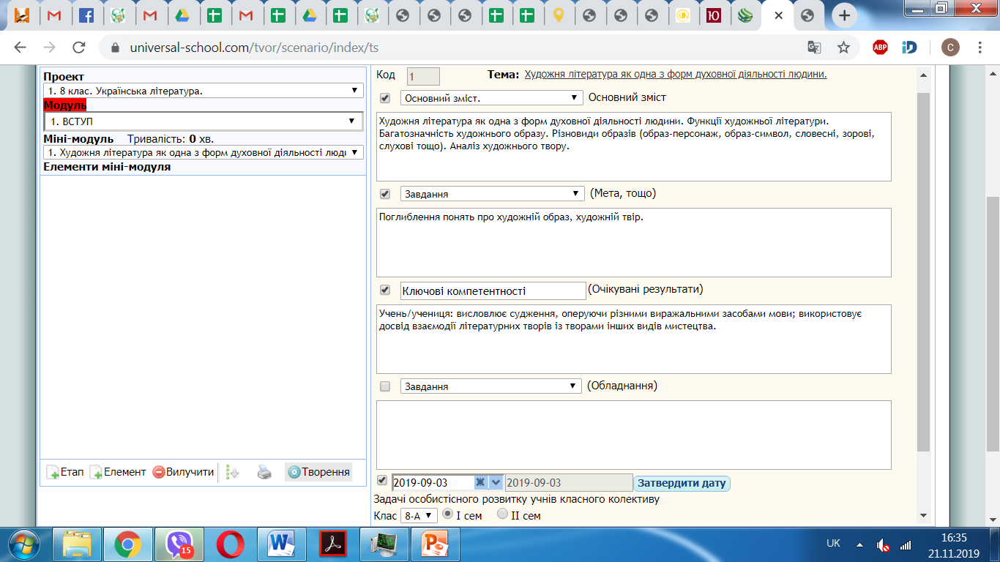 universal-school.com/tvor/scenario/index/ts
ABP
C
Проект
1. 8 клас. Українська література.
Модуль
1. ВСТУП
Міні-модуль Тривалість: 0 хв.
1. Художня література як одна з форм духовної діяльності люди
Елементи міні-модуля
Етап Елемент Вилучити Творення
Код 1 Тема: Художня література як одна з форм духовної діяльності людини.
Основний зміст. Основний зміст
Художня література як одна з форм духовної діяльності людини. Функції художньої літератури.
Багатозначність художнього образу. Різновиди образів (образ-персонаж, образ-символ, словесні, зорові,
слухові тощо). Аналіз художнього твору.
Завдання (Мета, тощо)
Поглиблення понять про художній образ, художній твір.
Ключові компетентності (Очікувані результати)
Учень/учениця: висловлює судження, оперуючи різними виражальними засобами мови; використовує
досвід взаємодії літературних творів із творами інших видів мистецтва.
Завдання (Обладнання)
2019-09-03 2019-09-03 Затвердити дату
Задачі особистісного розвитку учнів класного колективу
Клас 8-А І сем ІІ сем
15
UK
16:35
21.11.2019